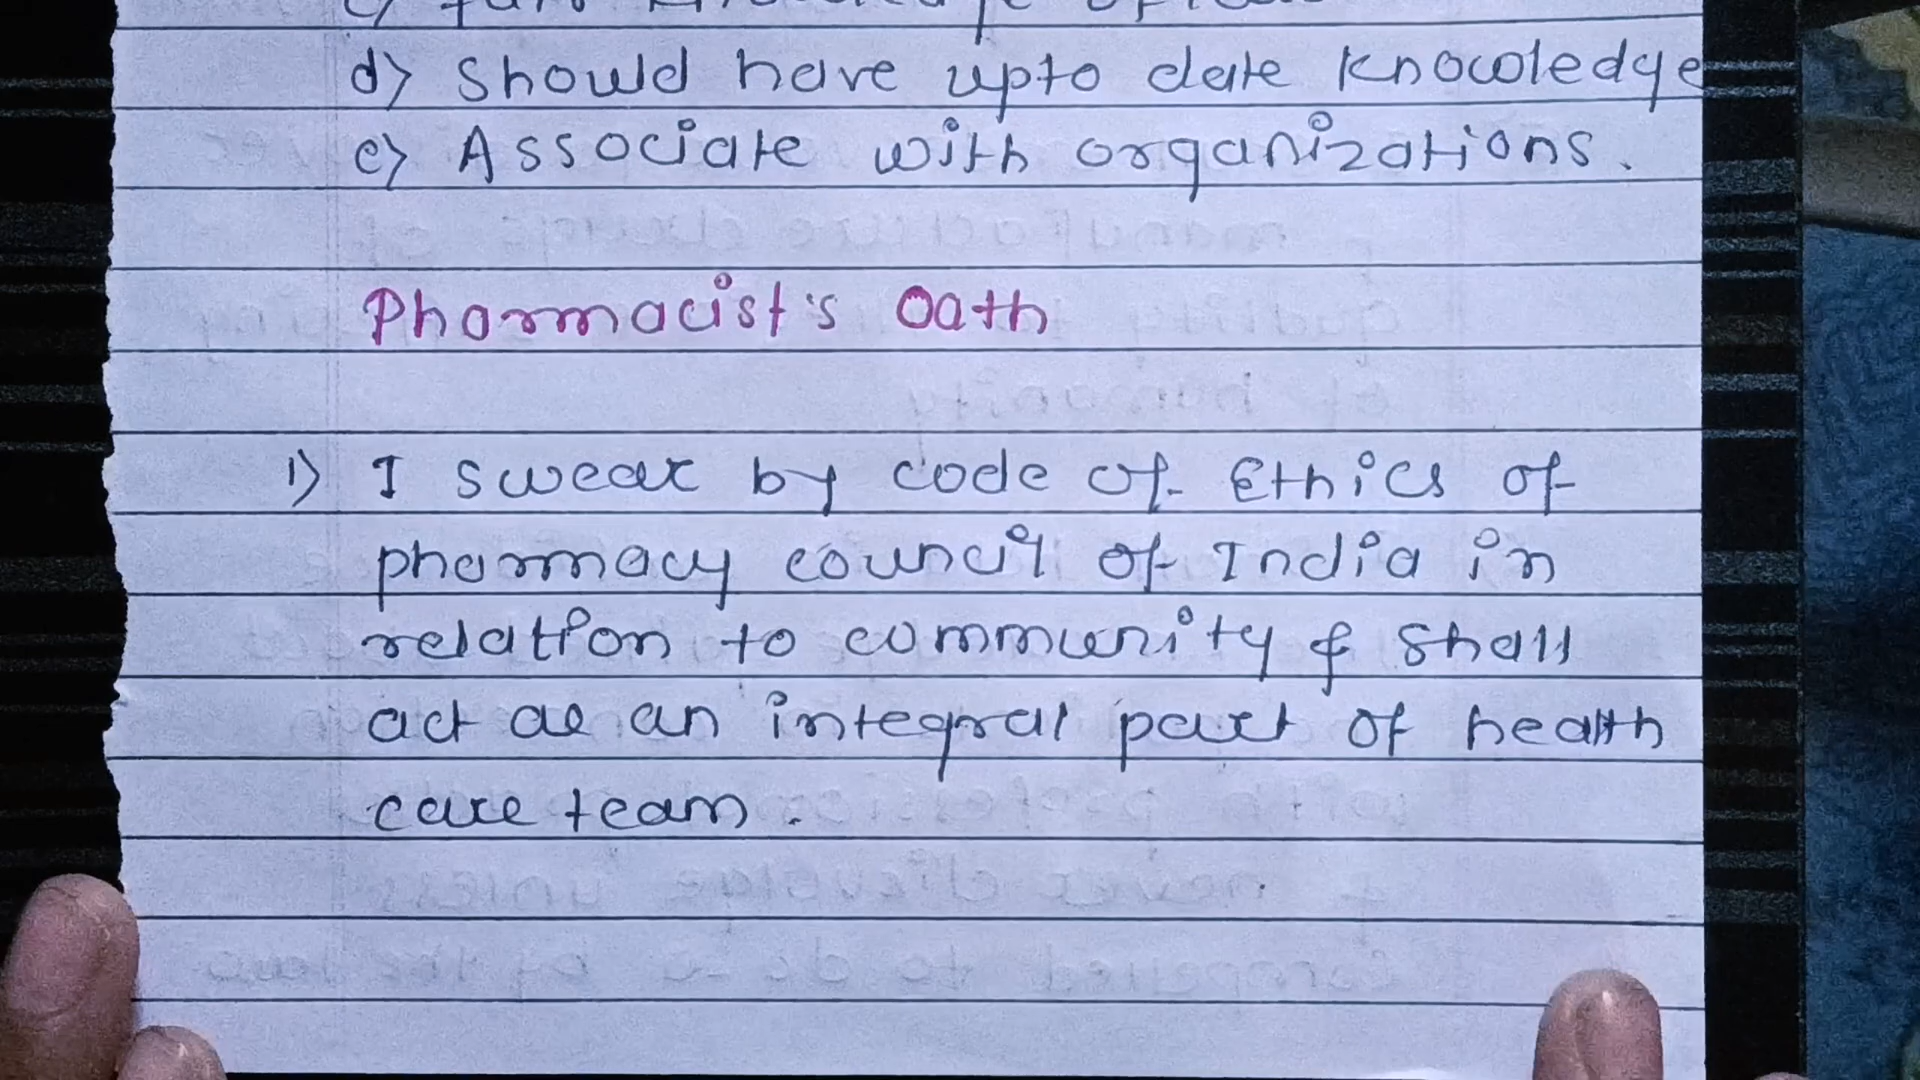 d) Should have upto date knowoledge
e) Associate with organizations.
Pharmacist's Oath
1) I swear by code of Ethics of
pharmacy council of India in
relation to community & shall
act as an integral part of health
care team.